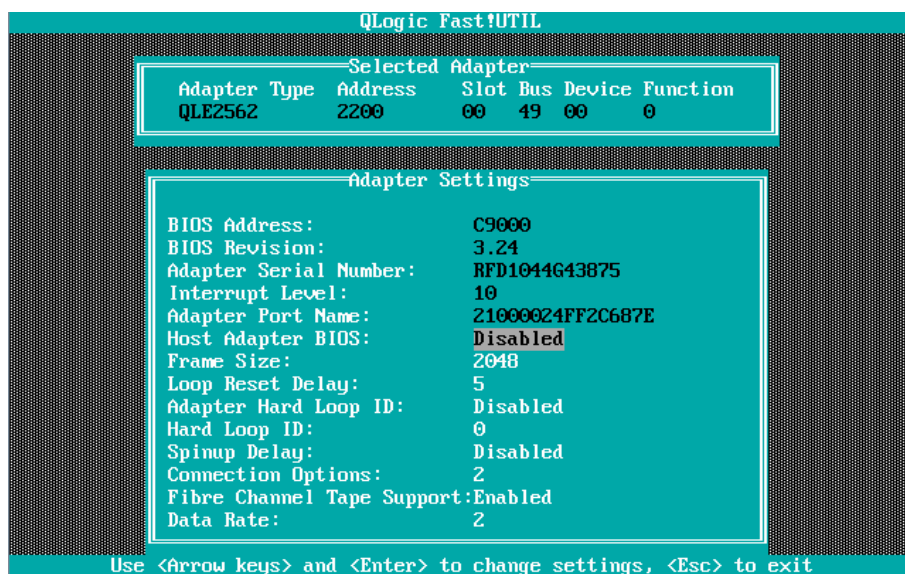 QLogic Fast!UTIL
Selected Adapter
Adapter Type Address Slot Bus Device Function
QLE2562 2200 00 49 00 0
Adapter Settings
BIOS Address: C9000
BIOS Revision: 3.24
Adapter Serial Number: RFD1044G43875
Interrupt Level: 10
Adapter Port Name: 21000024FF2C687E
Host Adapter BIOS: Disabled
Frame Size: 2048
Loop Reset Delay: 5
Adapter Hard Loop ID: Disabled
Hard Loop ID: 0
Spinup Delay: Disabled
Connection Options: 2
Fibre Channel Tape Support:Enabled
Data Rate: 2
Use <Arrow keys> and <Enter> to change settings, <Esc> to exit